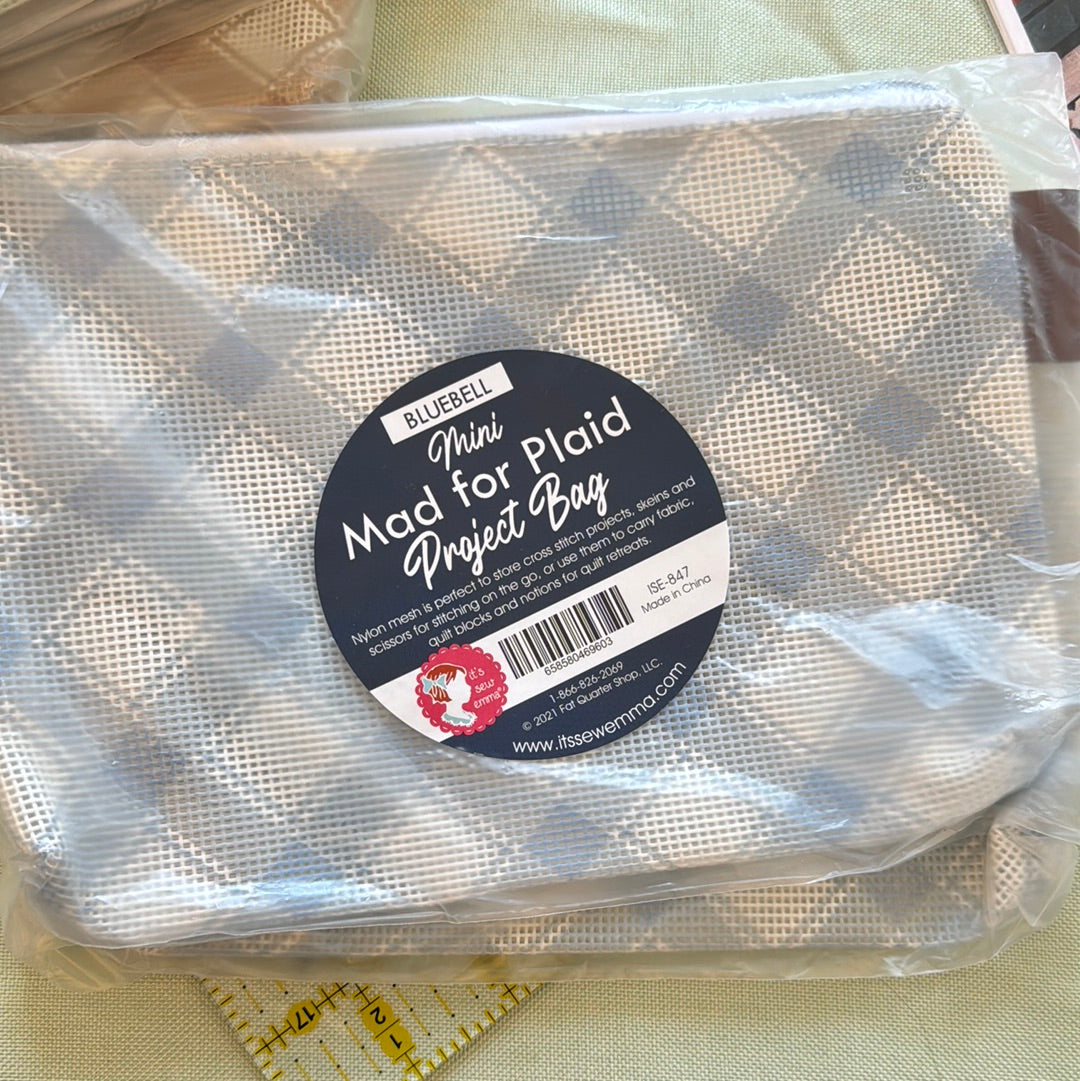 BLUEBELL
Mini
Mad for Plaid
Project Bag
Nylon mesh is perfect to store cross stitch projects, skeins and
scissors for stitching on the go, or use them to carry fabric,
quilt blocks and notions for quilt retreats.
ISE-847
Made in China
658580469603
it's
sew
emma®
1-866-826-2069
© 2021 Fat Quarter Shop, LLC.
www.itssewemma.com
17
2
1